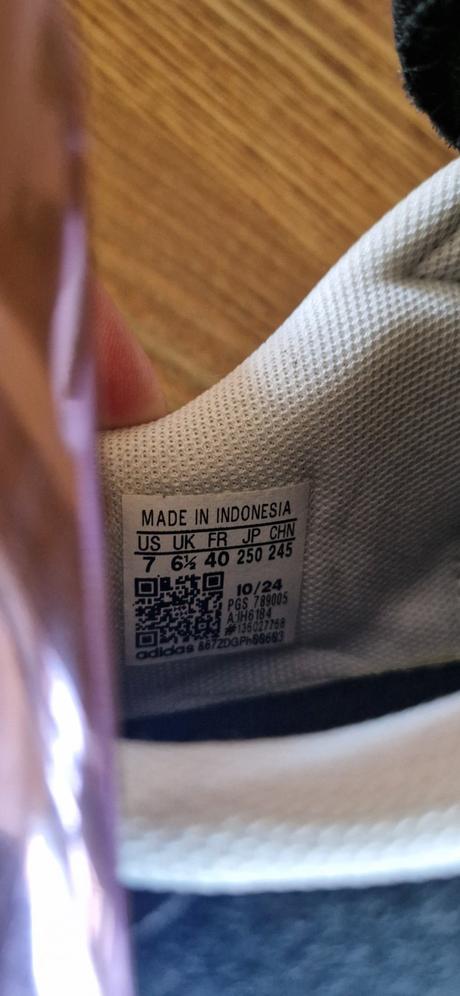 MADE IN INDONESIA
US UK FR JP CHN
7 6½ 40 250 245
10/24
PGS 789005
#136027768
adidas